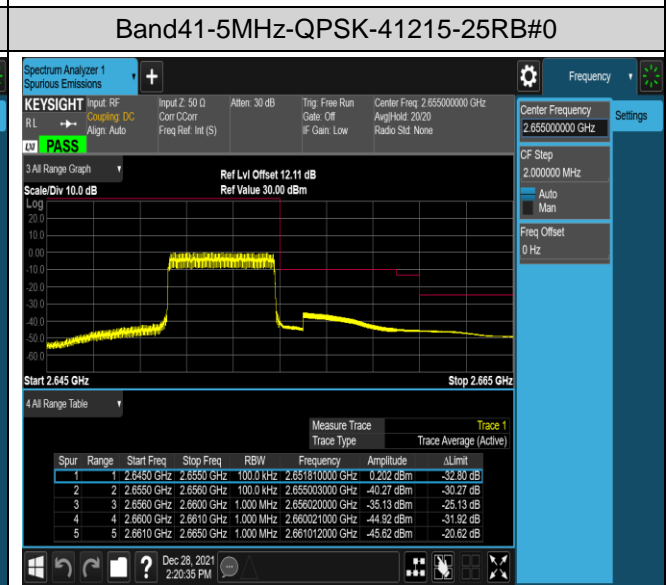 Band41-5MHz-QPSK-41215-25RB#0
Spectrum Analyzer 1
Spurious Emissions
+
Frequency
KEYSIGHT
RL
PASS
Input: RF
Coupling: DC
Align: Auto
Input Z: 50 Ω
Corr CCorr
Freq Ref: Int (S)
Atten: 30 dB
Trig: Free Run
Gate: Off
IF Gain: Low
Center Freq: 2.655000000 GHz
Avg|Hold: 20/20
Radio Std: None
Center Frequency
2.655000000 GHz
Settings
CF Step
2.000000 MHz
Auto
Man
Freq Offset
0 Hz
3 All Range Graph
Ref Lvl Offset 12.11 dB
Scale/Div 10.0 dB
Ref Value 30.00 dBm
Log
20.0
10.0
0.00
-10.0
-20.0
-30.0
-40.0
-50.0
-60.0
Start 2.645 GHz
Stop 2.665 GHz
4 All Range Table
Measure Trace Trace 1
Trace Type Trace Average (Active)
Spur Range Start Freq Stop Freq RBW Frequency Amplitude ΔLimit
1 1 2.6450 GHz 2.6550 GHz 100.0 kHz 2.651810000 GHz 0.202 dBm -32.80 dB
2 2 2.6550 GHz 2.6560 GHz 100.0 kHz 2.655003000 GHz -40.27 dBm -30.27 dB
3 3 2.6560 GHz 2.6600 GHz 1.000 MHz 2.656020000 GHz -35.13 dBm -25.13 dB
4 4 2.6600 GHz 2.6610 GHz 1.000 MHz 2.660021000 GHz -44.92 dBm -31.92 dB
5 5 2.6610 GHz 2.6650 GHz 1.000 MHz 2.661012000 GHz -45.62 dBm -20.62 dB
?
Dec 28, 2021
2:20:35 PM